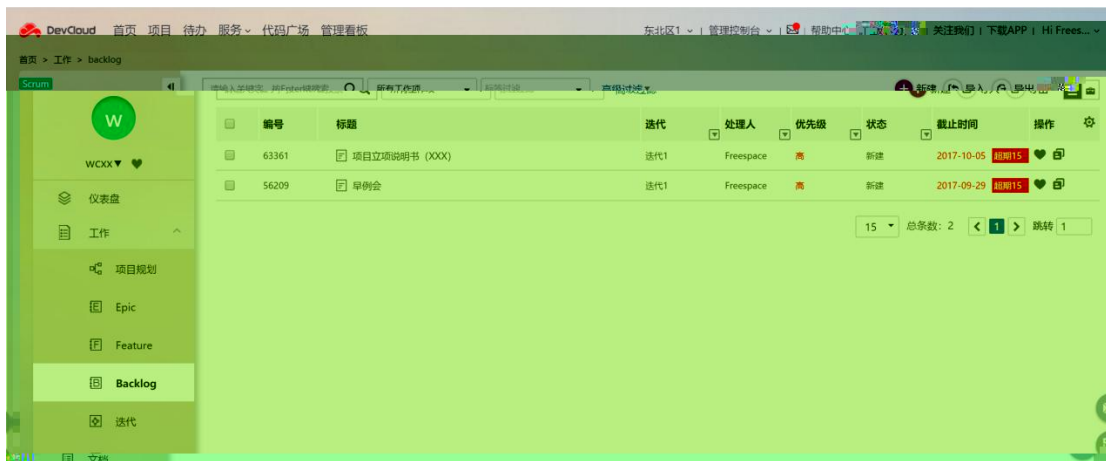 DevCloud 首页 项目 待办 服务 代码广场 管理看板 东北区1 | 管理控制台 | 帮助中 关注我们 | 下载APP | Hi Frees...
首页 > 工作 > backlog
Scrum 所有工作项 高级过滤 新建 导入 导出
W
WCXX
仪表盘
工作
项目规划
Epic
Feature
Backlog
迭代
文档
编号 标题 迭代 处理人 优先级 状态 截止时间 操作
63361 项目立项说明书 (XXX) 迭代1 Freespace 高 新建 2017-10-05 超期15
56209 早例会 迭代1 Freespace 高 新建 2017-09-29 超期15
15 总条数: 2 1 跳转 1